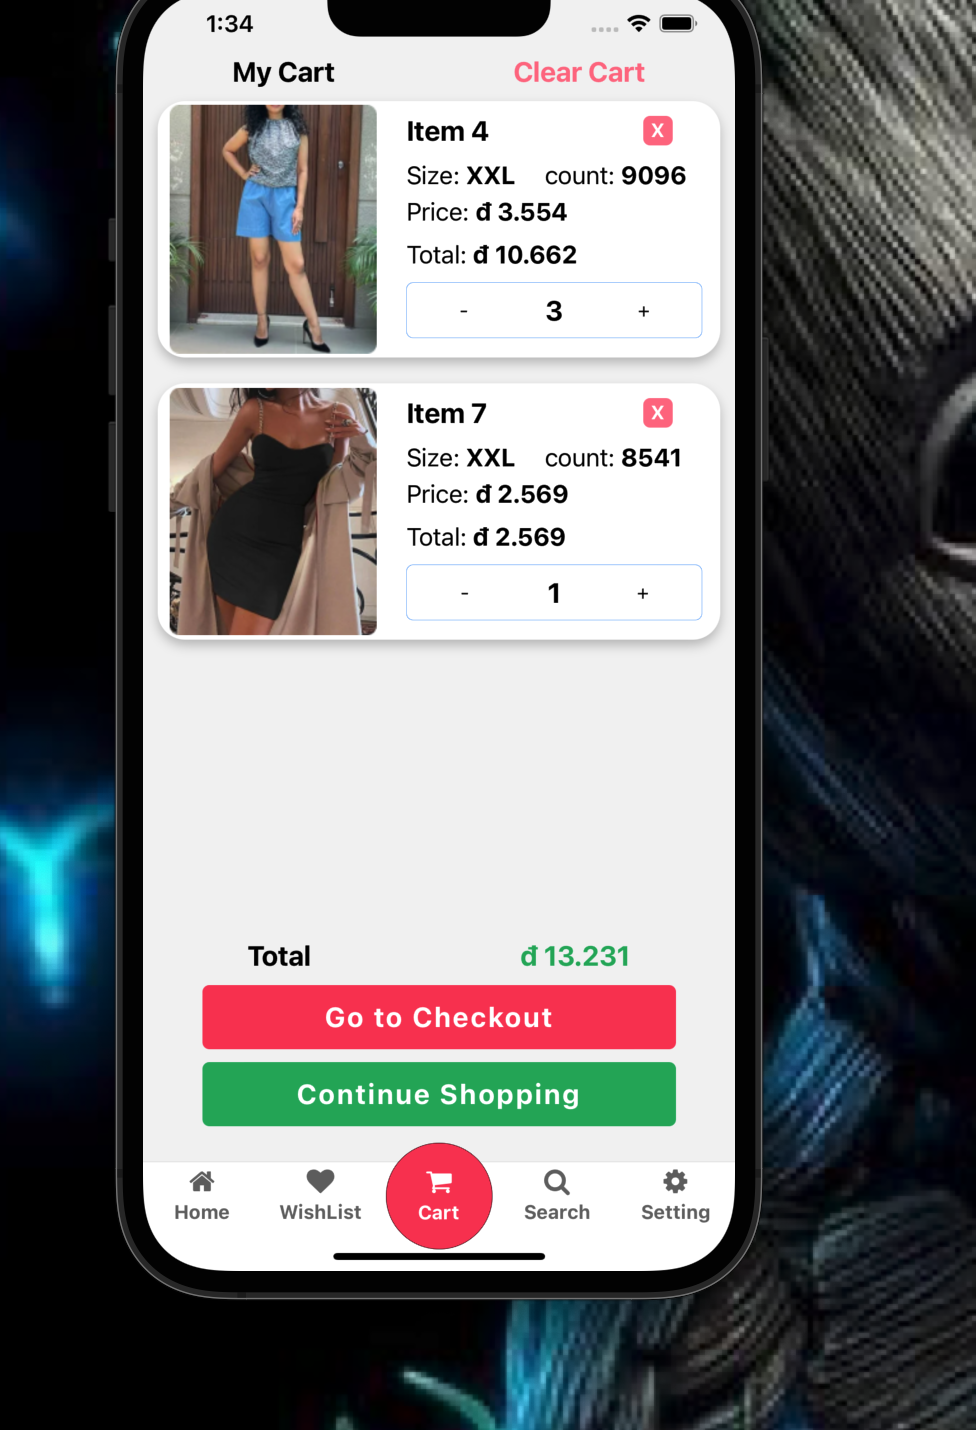 1:34
My Cart Clear Cart
Item 4 X
Size: XXL count: 9096
Price: đ 3.554
Total: đ 10.662
- 3 +
Item 7 X
Size: XXL count: 8541
Price: đ 2.569
Total: đ 2.569
- 1 +
Total đ 13.231
Go to Checkout
Continue Shopping
Home WishList Cart Search Setting